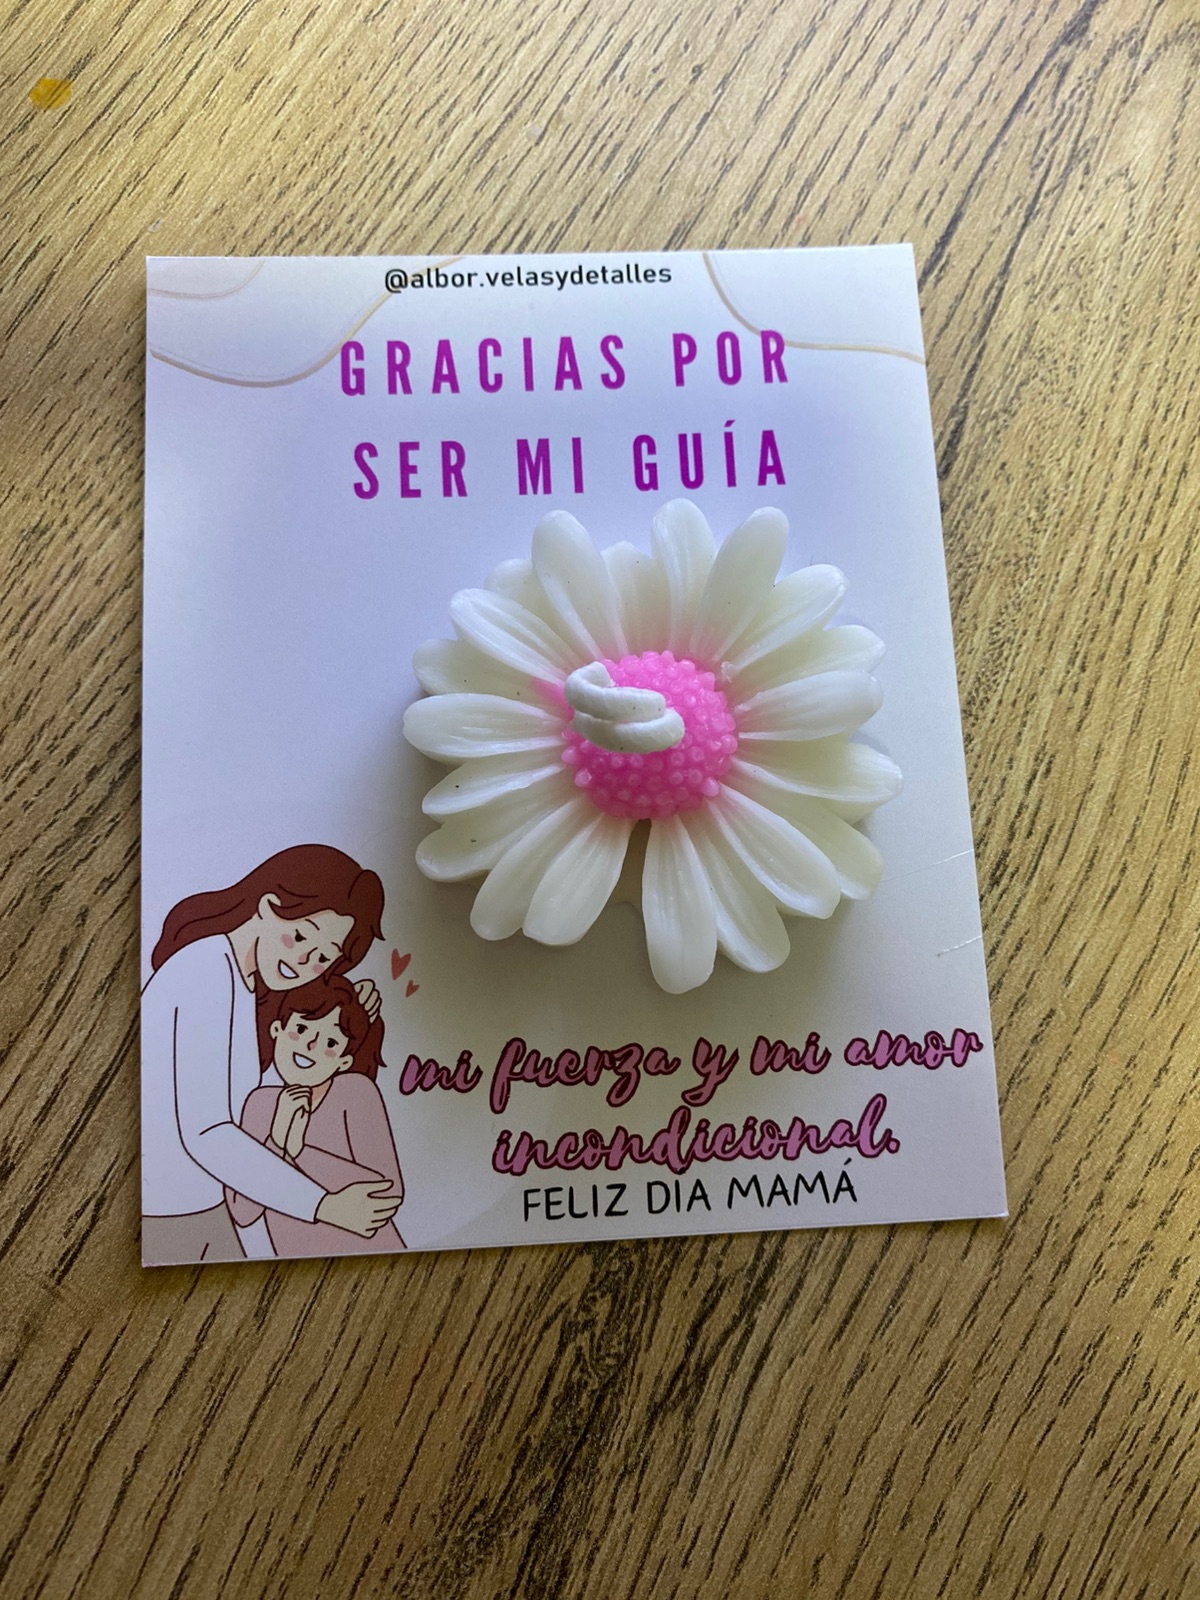 @albor.velasydetalles
GRACIAS POR
SER MI GUÍA
mi fuerza y mi amor
incondicional.
FELIZ DIA MAMÁ